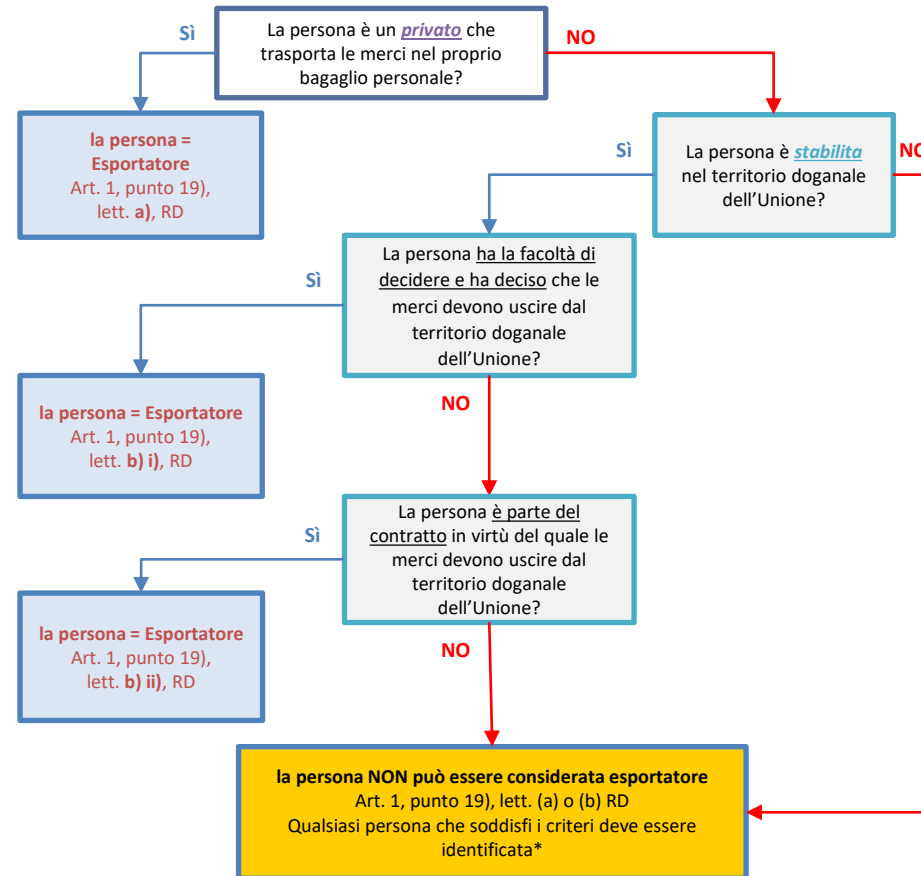 La persona è un privato che
trasporta le merci nel proprio
bagaglio personale?
Sì
NO
la persona =
Esportatore
Art. 1, punto 19),
lett. a), RD
La persona è stabilita
nel territorio doganale
dell'Unione?
Sì
NO
La persona ha la facoltà di
decidere e ha deciso che le
merci devono uscire dal
territorio doganale
dell'Unione?
Sì
NO
la persona = Esportatore
Art. 1, punto 19),
lett. b) i), RD
La persona è parte del
contratto in virtù del quale le
merci devono uscire dal
territorio doganale
dell'Unione?
Sì
NO
la persona = Esportatore
Art. 1, punto 19),
lett. b) ii), RD
la persona NON può essere considerata esportatore
Art. 1, punto 19), lett. (a) o (b) RD
Qualsiasi persona che soddisfi i criteri deve essere
identificata*